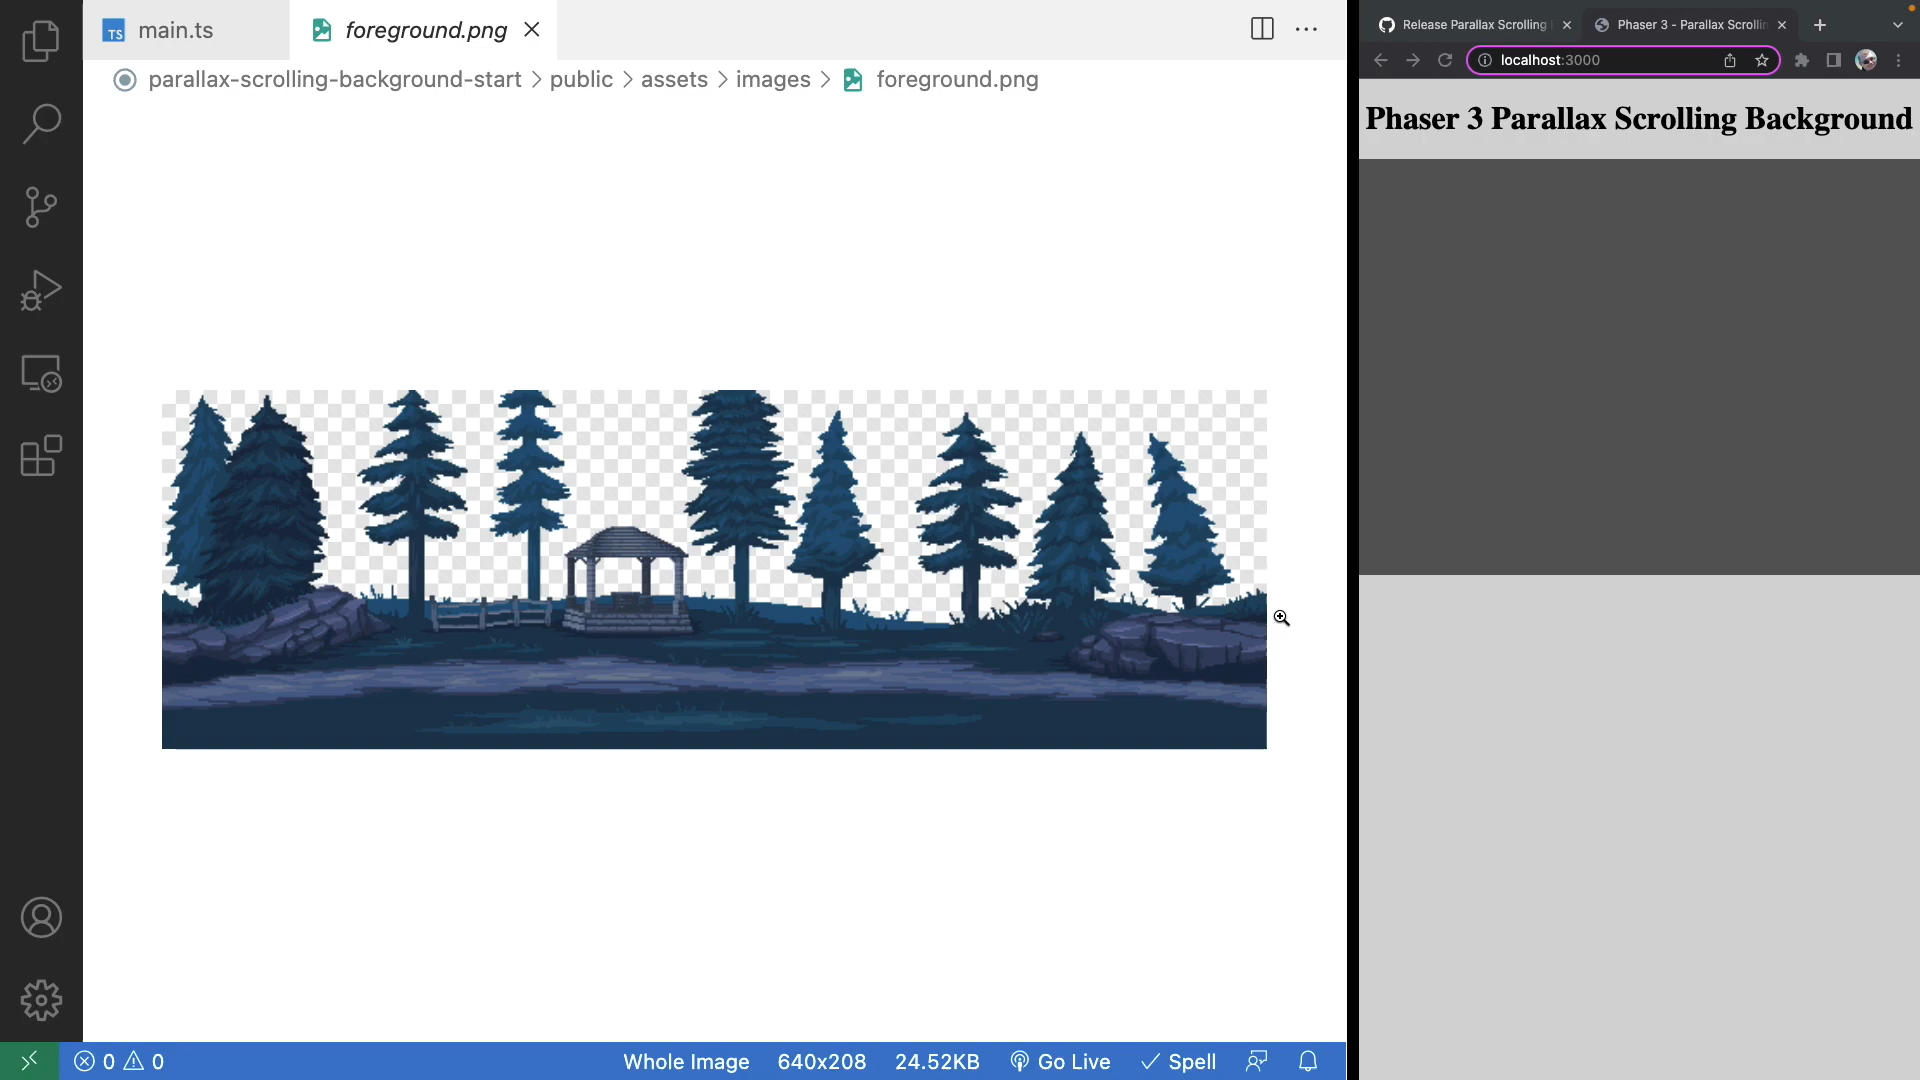 main.ts
foreground.png
parallax-scrolling-background-start > public > assets > images > foreground.png
0 0
Whole Image
640x208
24.52KB
Go Live
Spell
Release Parallax Scrolling
Phaser 3 - Parallax Scrollin
localhost:3000
Phaser 3 Parallax Scrolling Background